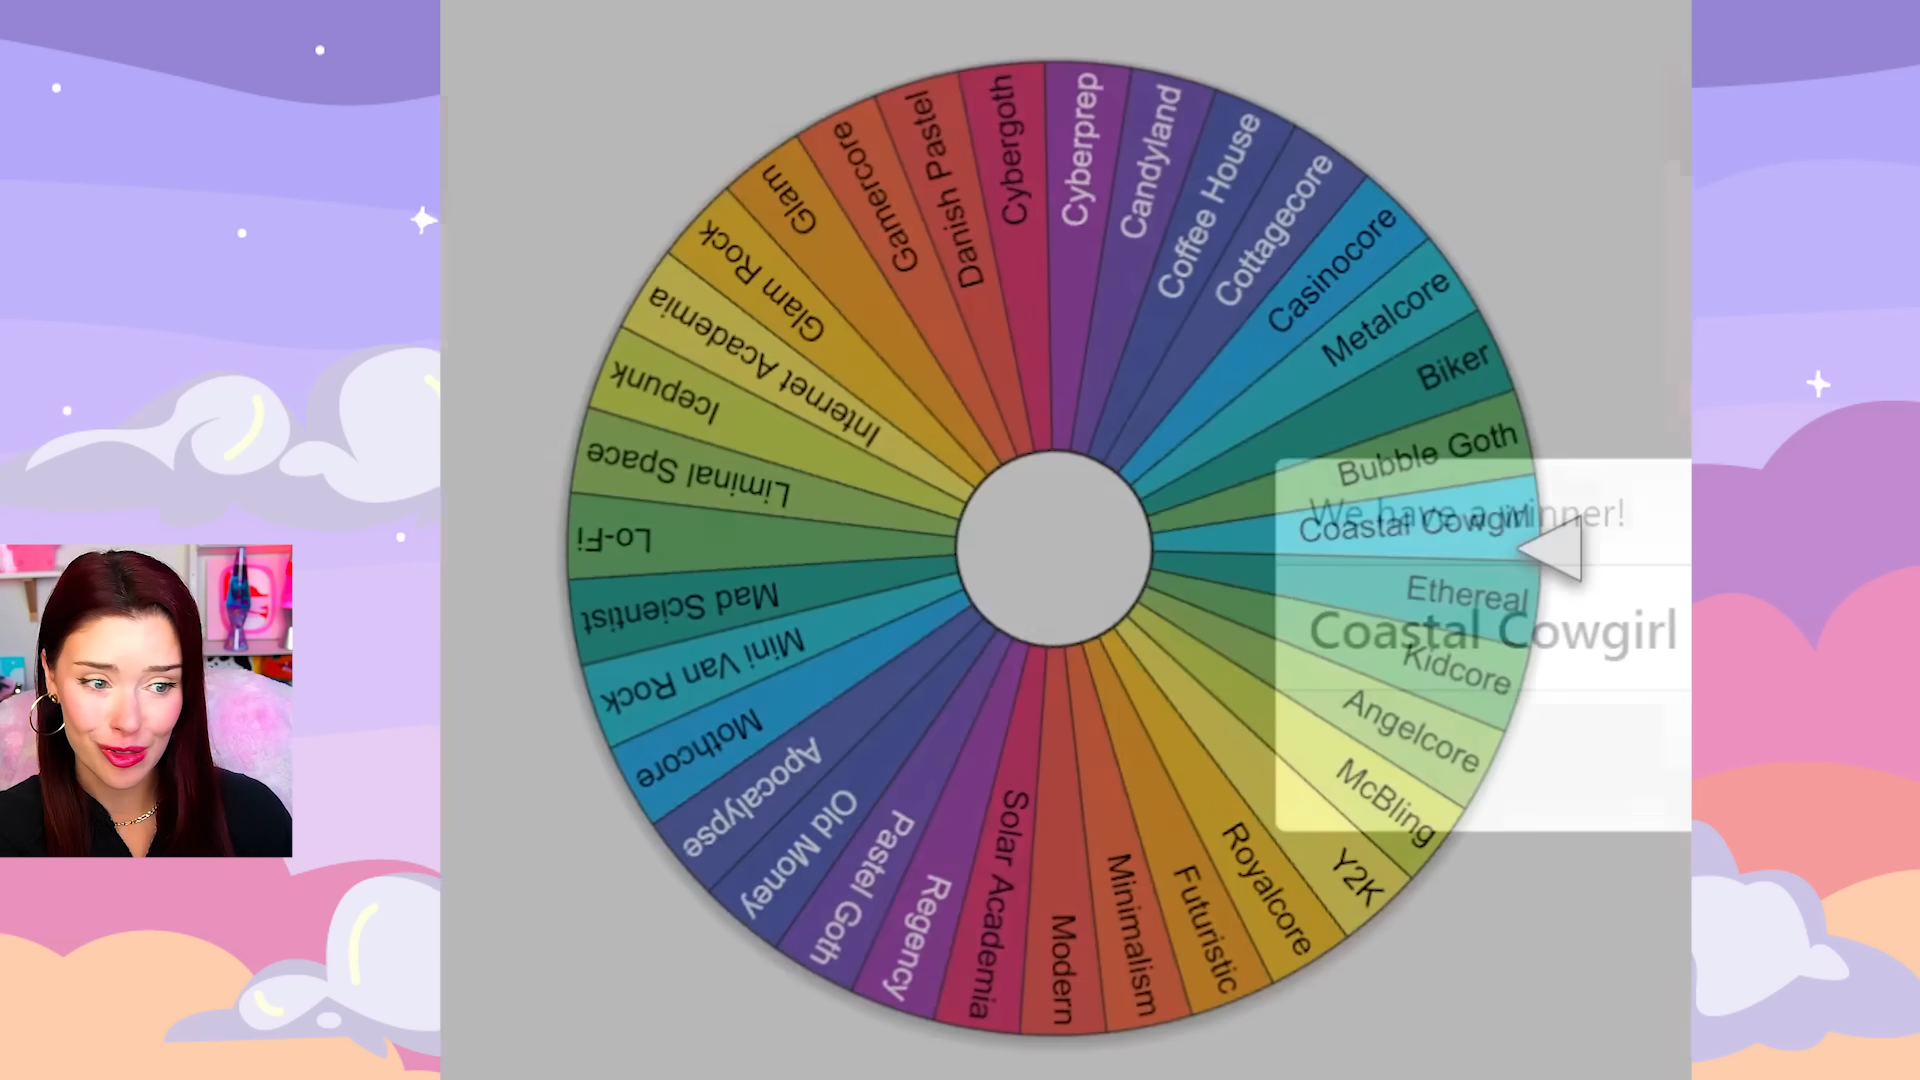 Cyberprep
Candyland
Coffee House
Cottagecore
Casinocore
Metalcore
Biker
Bubble Goth
We have a winner!
Coastal Cowgirl
Coastal Cowgirl
Ethereal
Kidcore
Angelcore
McBling
Y2K
Royalcore
Futuristic
Minimalism
Modern
Solar Academia
Regency
Pastel Goth
Old Money
Apocalypse
Mothcore
Mini Van Rock
Mad Scientist
Lo-Fi
Liminal Space
Icepunk
Internet Academia
Glam Rock
Glam
Gamercore
Danish Pastel
Cybergoth